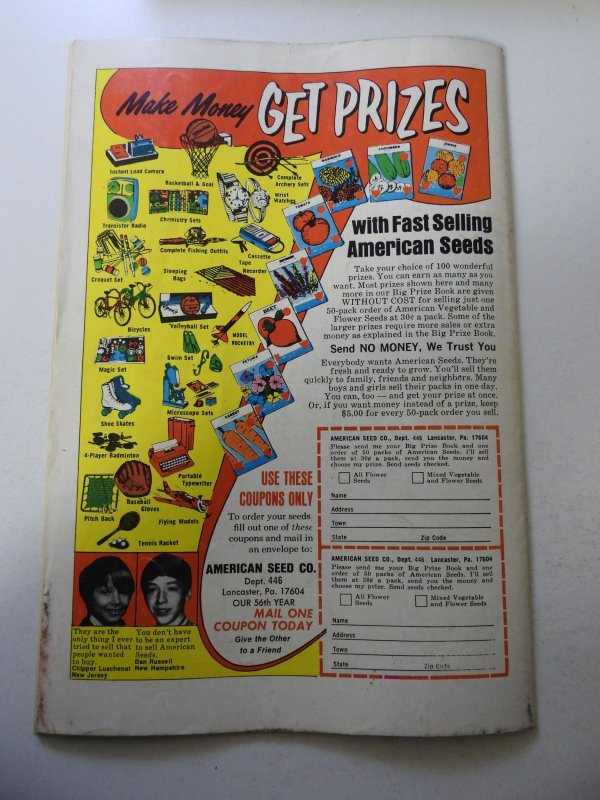 Make Money GET PRIZES
Instant Load Camera
Basketball & Goal
Complete
Archery Sets
Wrist
Watches
Transistor Radio
Chemistry Sets
Complete Fishing Outfits
Cassette
Tape
Recorder
Croquet Set
Sleeping
Bags
Bicycles
Volleyball Set
MODEL
ROCKETRY
Magic Set
Swim Set
Shoe Skates
Microscope Sets
4-Player Badminton
Portable
Typewriter
Pitch Back
Baseball
Gloves
Flying Models
Tennis Racket
MARIGOLD
CUCUMBER
ZINNIA
TOMATO
BEET
CARROT
with Fast Selling
American Seeds
Take your choice of 100 wonderful
prizes. You can earn as many as you
want. Most prizes shown here and many
more in our Big Prize Book are given
WITHOUT COST for selling just one
50-pack order of American Vegetable and
Flower Seeds at 30¢ a pack. Some of the
larger prizes require more sales or extra
money as explained in the Big Prize Book.
Send NO MONEY, We Trust You
Everybody wants American Seeds. They're
fresh and ready to grow. You'll sell them
quickly to family, friends and neighbors. Many
boys and girls sell their packs in one day.
You can, too — and get your prize at once.
Or, if you want money instead of a prize, keep
$5.00 for every 50-pack order you sell.
USE THESE
COUPONS ONLY
To order your seeds
fill out one of these
coupons and mail in
an envelope to:
AMERICAN SEED CO.
Dept. 446
Lancaster, Pa. 17604
OUR 56th YEAR
MAIL ONE
COUPON TODAY
Give the Other
to a Friend
They are the
only thing I ever
tried to sell that
people wanted
to buy.
Chipper Luschenat
New Jersey
You don't have
to be an expert
to sell American
Seeds.
Dan Russell
New Hampshire
AMERICAN SEED CO., Dept. 446 Lancaster, Pa. 17604
Please send me your Big Prize Book and one
order of 50 packs of American Seeds. I'll sell
them at 30¢ a pack, send you the money and
choose my prize. Send seeds checked.
All Flower
Seeds
Mixed Vegetable
and Flower Seeds
Name
Address
Town
State Zip Code
AMERICAN SEED CO., Dept. 446 Lancaster, Pa. 17604
Please send me your Big Prize Book and one
order of 50 packs of American Seeds. I'll sell
them at 30¢ a pack, send you the money and
choose my prize. Send seeds checked.
All Flower
Seeds
Mixed Vegetable
and Flower Seeds
Name
Address
Town
State Zip Code